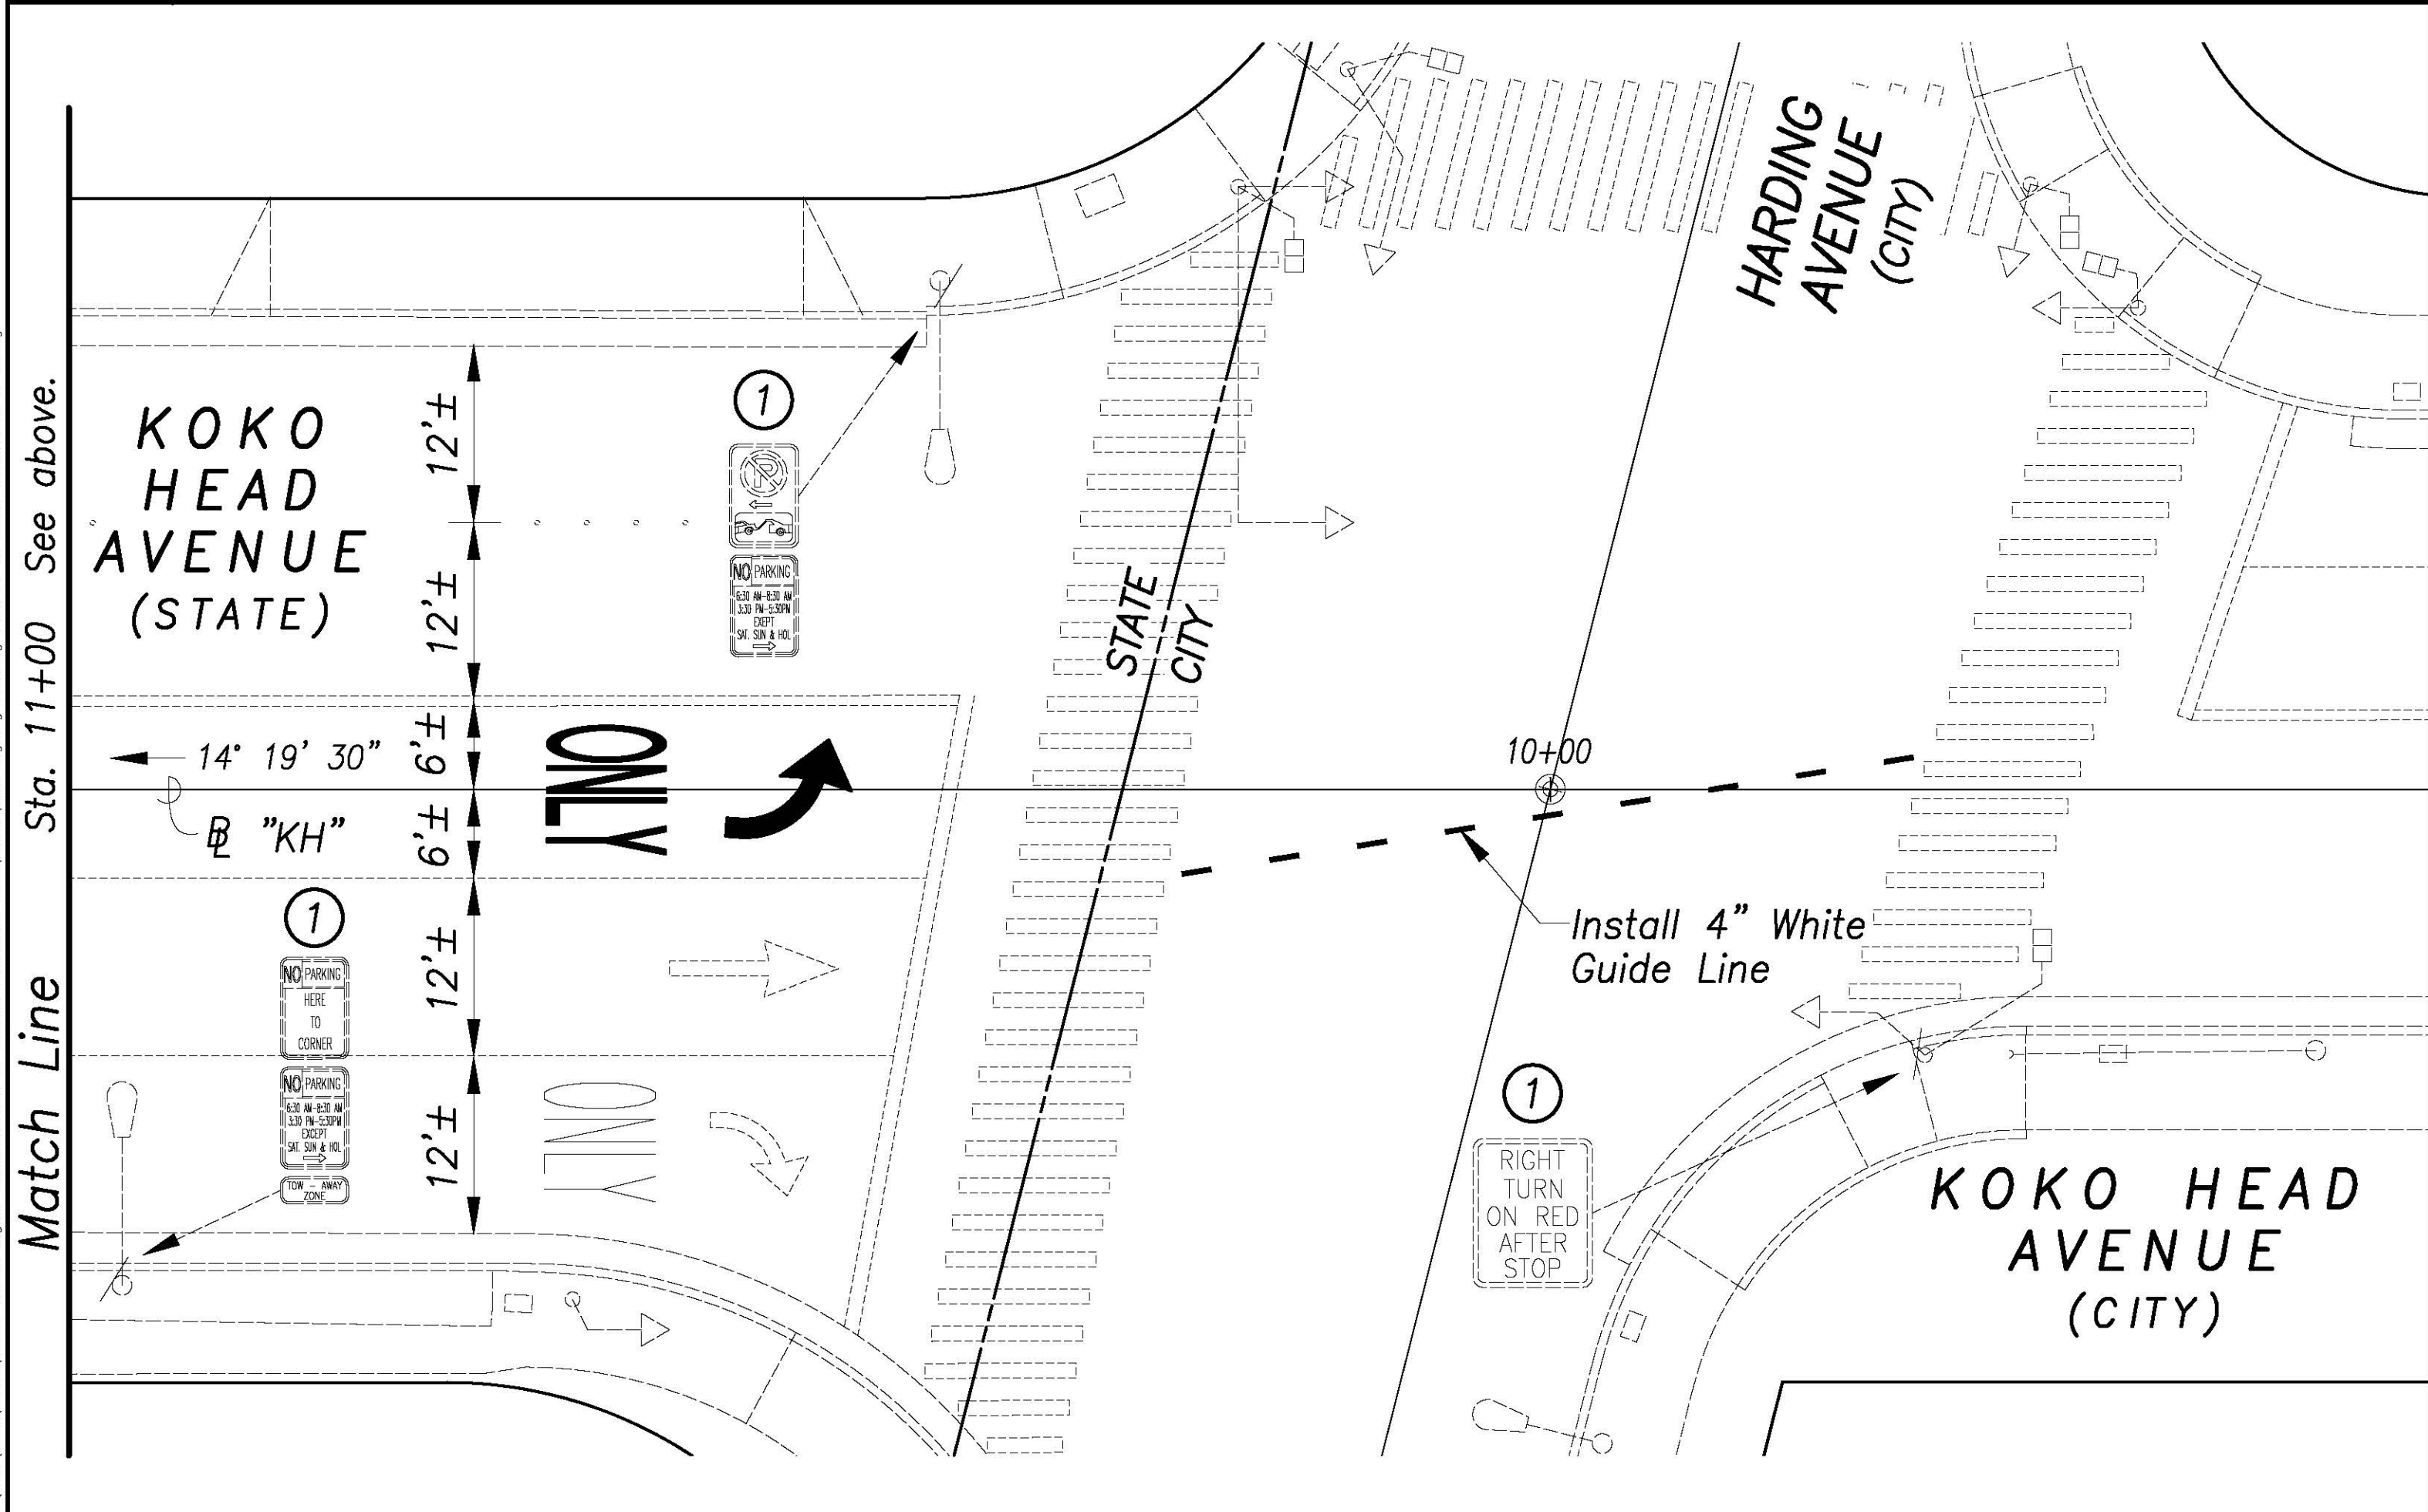 Match Line Sta. 11+00 See above.
KOKO
HEAD
AVENUE
(STATE)
12'±
12'±
6'±
6'±
12'±
12'±
14° 19' 30"
BL "KH"
1
P
NO PARKING
6:30 AM-8:30 AM
3:30 PM-5:30PM
EXEPT
SAT. SUN & HOL
ONLY
1
NO PARKING
HERE
TO
CORNER
NO PARKING
6:30 AM-8:30 AM
3:30 PM-5:30PM
EXCEPT
SAT. SUN & HOL
TOW - AWAY
ZONE
ONLY
STATE
CITY
HARDING
AVENUE
(CITY)
10+00
Install 4" White
Guide Line
1
RIGHT
TURN
ON RED
AFTER
STOP
KOKO HEAD
AVENUE
(CITY)